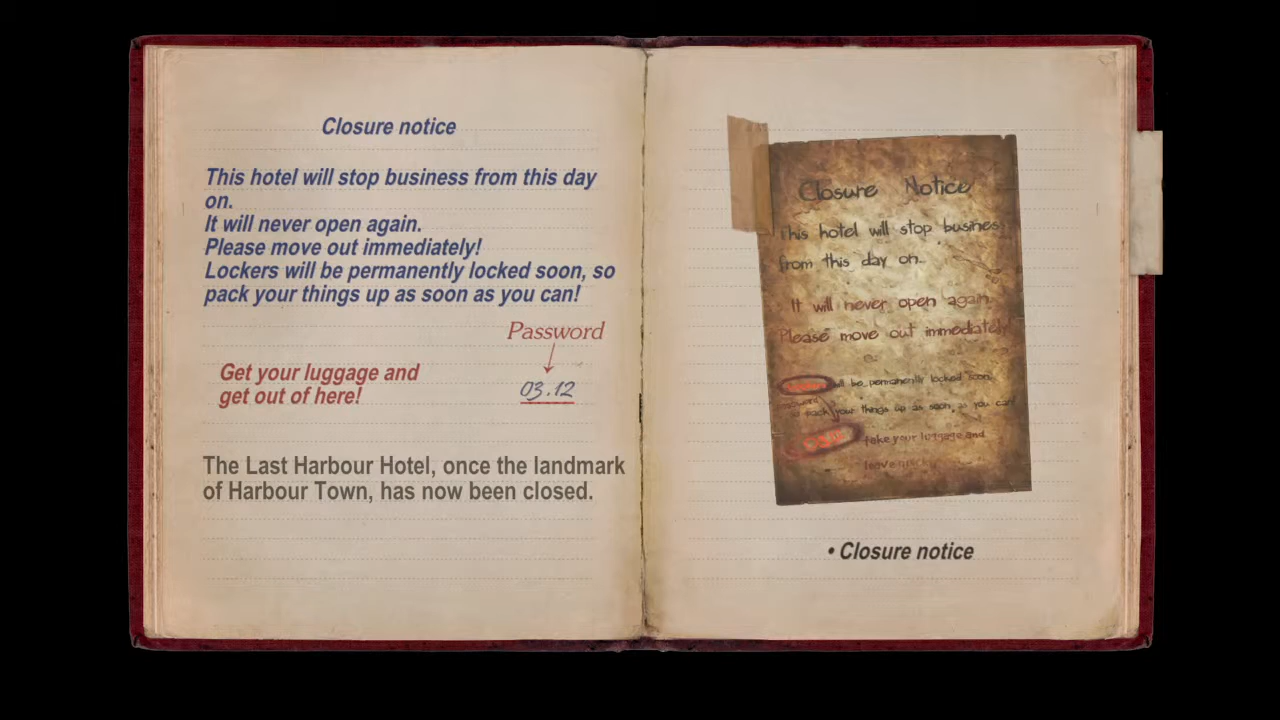 Closure notice
This hotel will stop business from this day
on.
It will never open again.
Please move out immediately!
Lockers will be permanently locked soon, so
pack your things up as soon as you can!
Password
03.12
Get your luggage and
get out of here!
The Last Harbour Hotel, once the landmark
of Harbour Town, has now been closed.
Closure Notice
This hotel will stop business
from this day on..
It will never open again.
Please move out immediately!
will be permanently locked soon,
so pack your things up as soon as you can!
take your luggage and
leave
• Closure notice